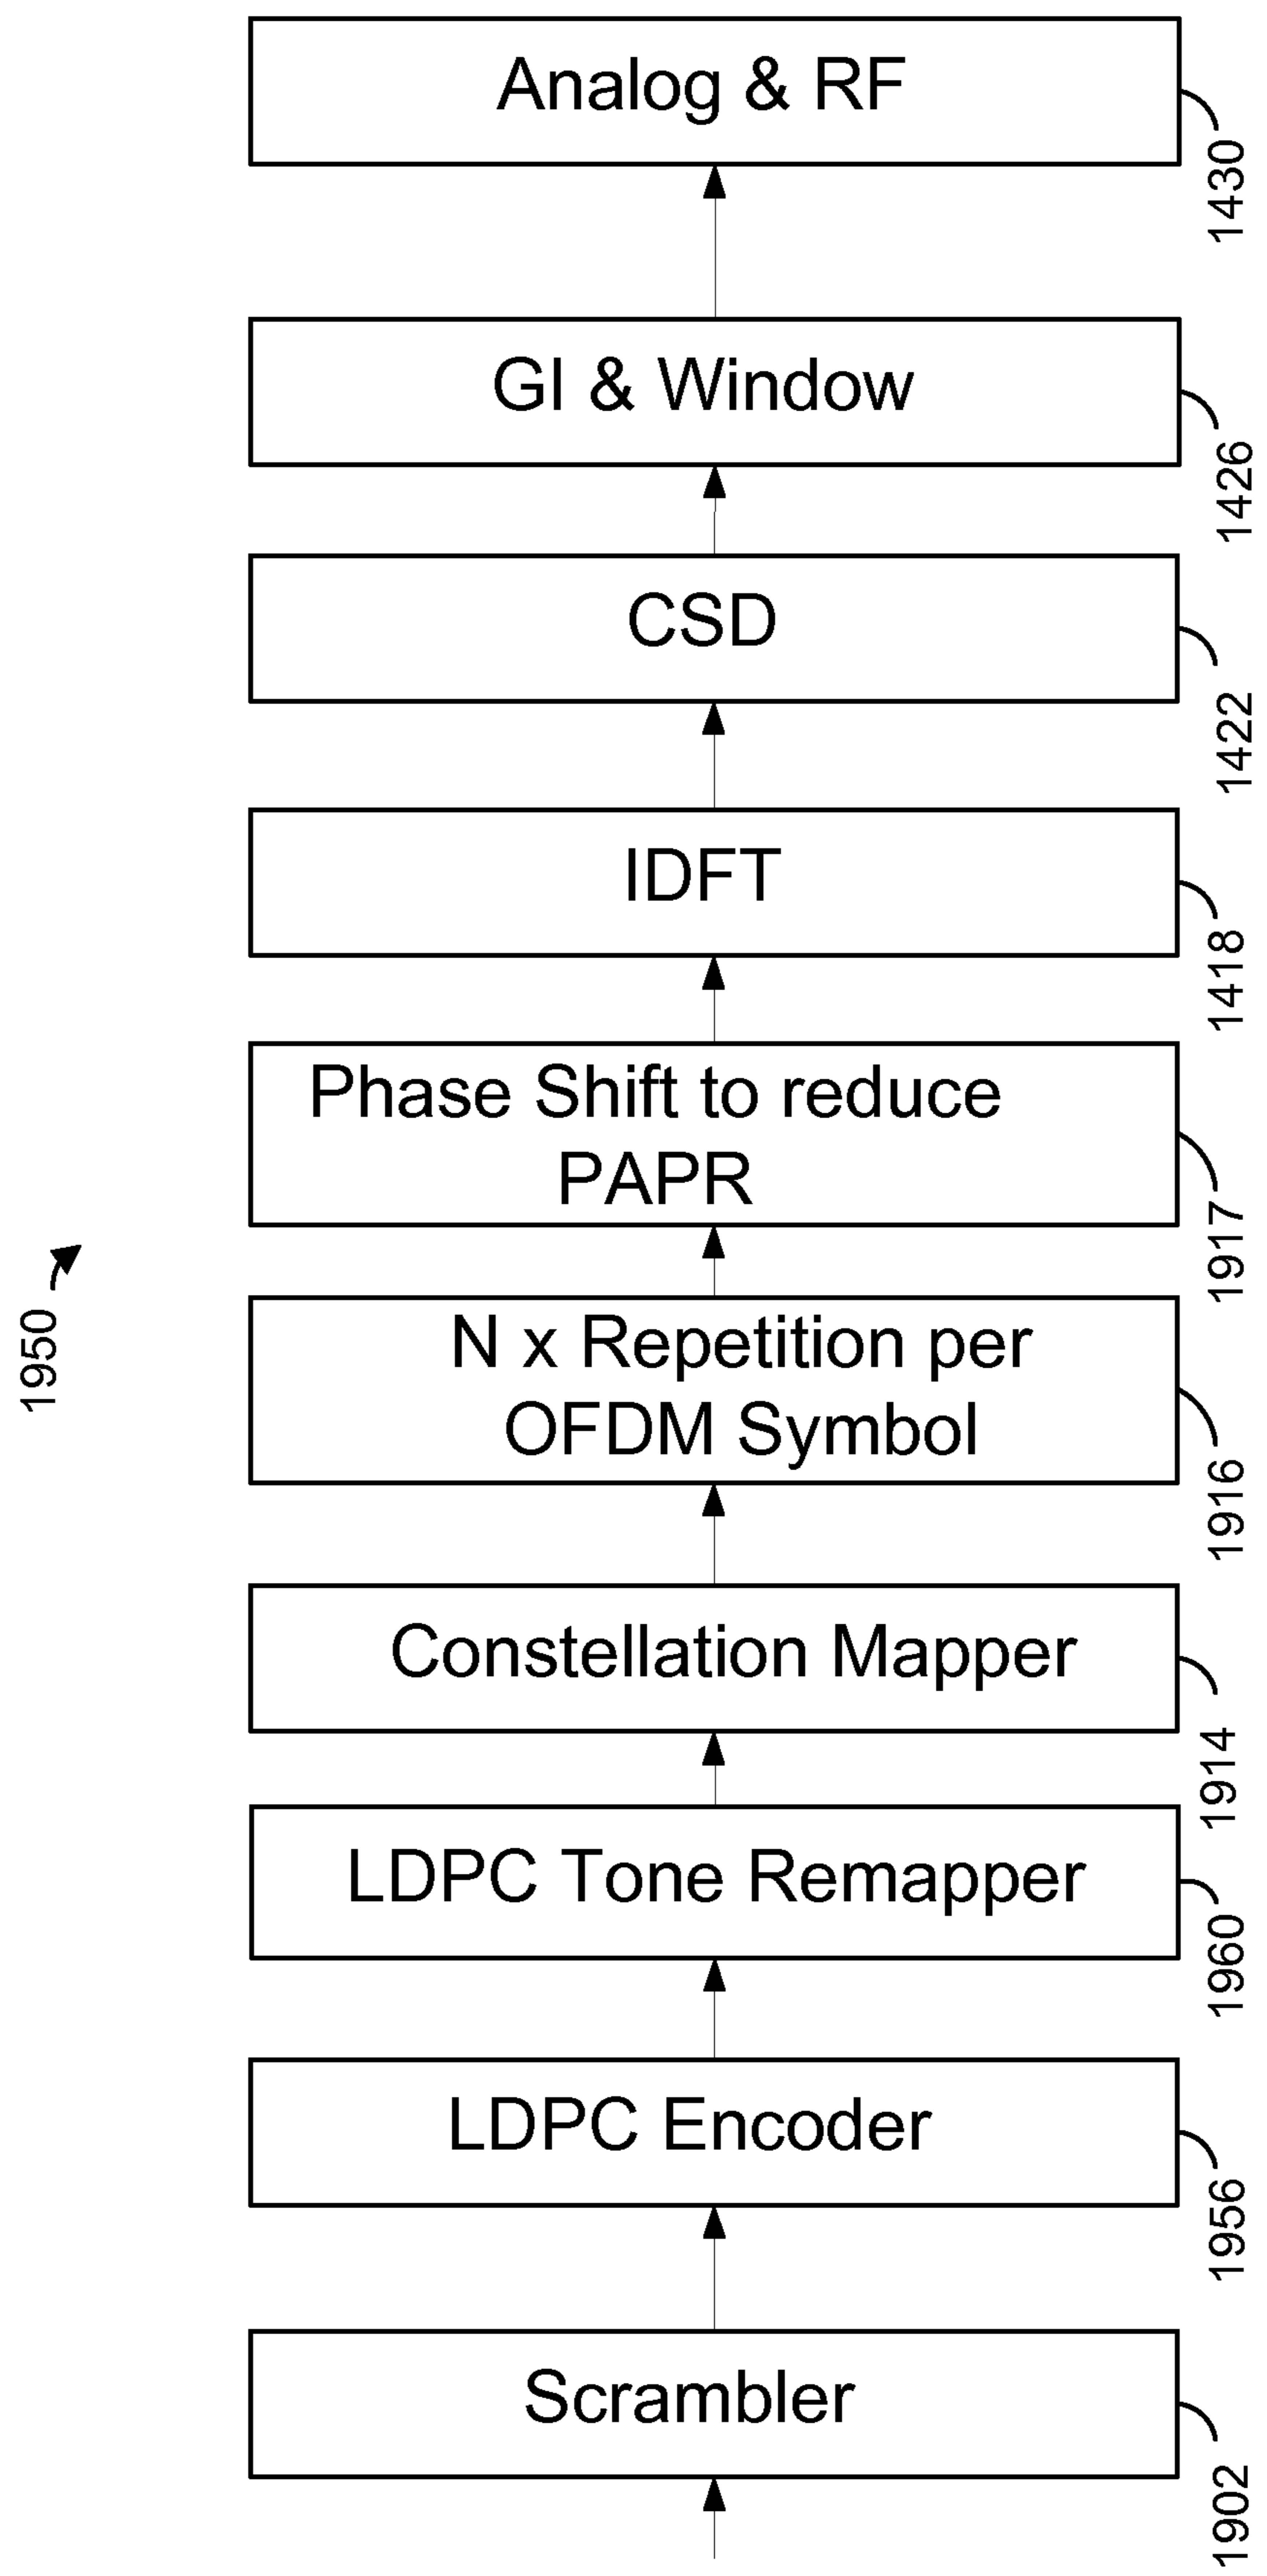 Analog & RF
1430
GI & Window
1426
CSD
1422
IDFT
1418
Phase Shift to reduce
PAPR
1917
1950
N x Repetition per
OFDM Symbol
1916
Constellation Mapper
1914
LDPC Tone Remapper
1960
LDPC Encoder
1956
Scrambler
1902